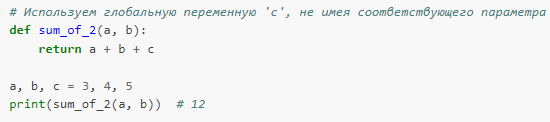 # Используем глобальную переменную 'c', не имея соответствующего параметра
def sum_of_2(a, b):
    return a + b + c

a, b, c = 3, 4, 5
print(sum_of_2(a, b))  # 12